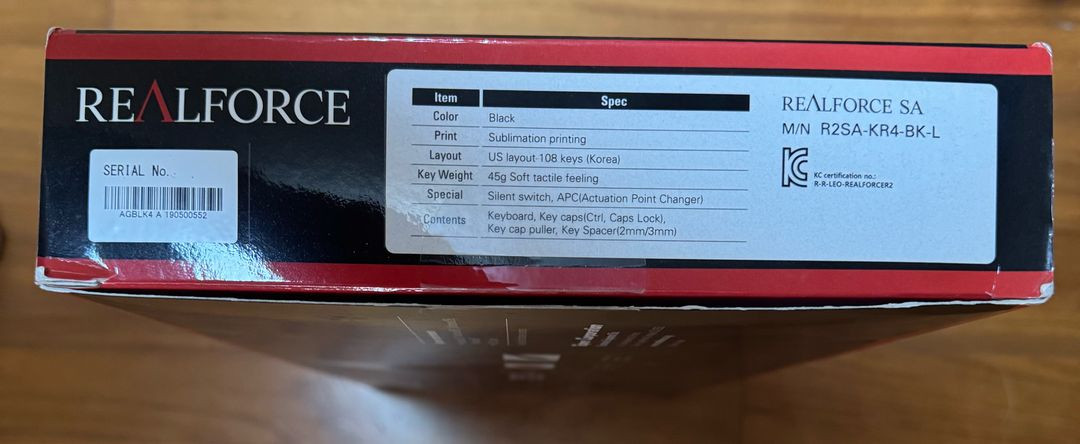 REALFORCE
SERIAL No.
AGBLK4 A 190500552
Item Spec
Color Black
Print Sublimation printing
Layout US layout 108 keys (Korea)
Key Weight 45g Soft tactile feeling
Special Silent switch, APC(Actuation Point Changer)
Contents Keyboard, Key caps(Ctrl, Caps Lock),
Key cap puller, Key Spacer(2mm/3mm)
REALFORCE SA
M/N R2SA-KR4-BK-L
KC certification no.:
R-R-LEO-REALFORCER2